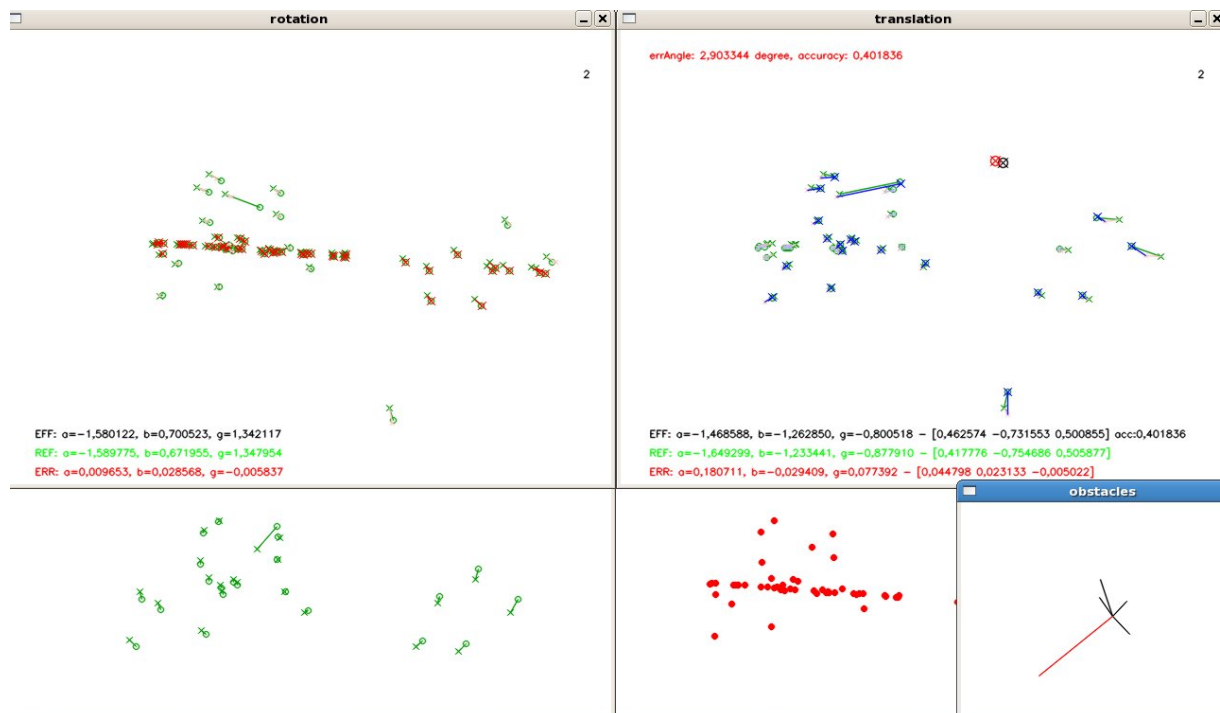 rotation
translation
errAngle: 2,903344 degree, accuracy: 0,401836
2
2
EFF: a=-1,580122, b=0,700523, g=1,342117
REF: a=-1,589775, b=0,671955, g=1,347954
ERR: a=0,009653, b=0,028568, g=-0,005837
EFF: a=-1,468588, b=-1,262850, g=-0,800518 - [0,462574 -0,731553 0,500855] acc:0,401836
REF: a=-1,649299, b=-1,233441, g=-0,877910 - [0,417776 -0,754686 0,505877]
ERR: a=0,180711, b=-0,029409, g=0,077392 - [0,044798 0,023133 -0,005022]
obstacles